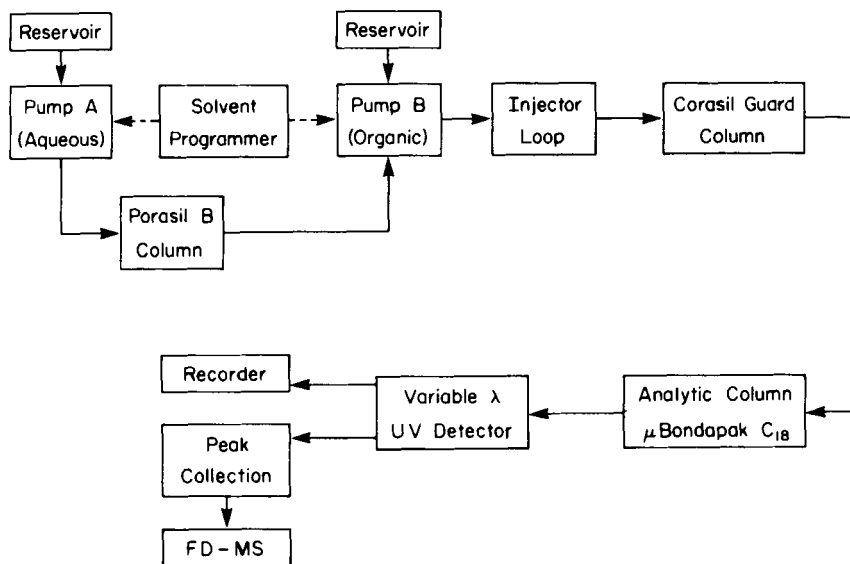 Reservoir
Reservoir
Pump A
(Aqueous)
Solvent
Programmer
Pump B
(Organic)
Injector
Loop
Corasil Guard
Column
Porasil B
Column
Recorder
Variable λ
UV Detector
Analytic Column
μBondapak C₁₈
Peak
Collection
FD-MS